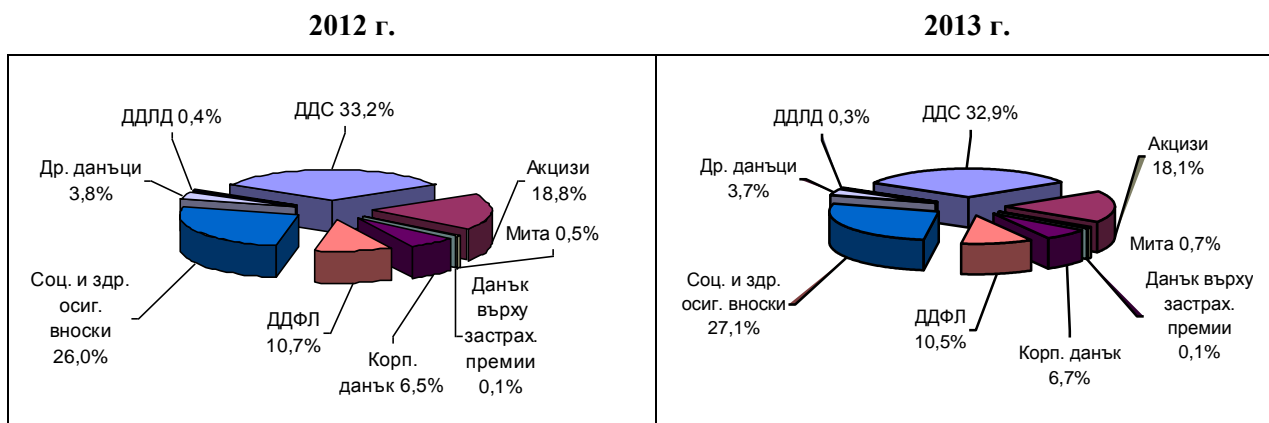 2012 г.
2013 г.
ДДС 33,2%
ДДЛД 0,4%
Др. данъци
3,8%
Акцизи
18,8%
Мита 0,5%
Данък
върху
застрах.
премии
0,1%
Корп.
данък 6,5%
ДДФЛ
10,7%
Соц. и здр.
осиг.
вноски
26,0%
ДДС 32,9%
ДДЛД 0,3%
Др. данъци
3,7%
Акцизи
18,1%
Мита 0,7%
Данък върху
застрах.
премии
0,1%
Корп. данък
6,7%
ДДФЛ
10,5%
Соц. и здр.
осиг. вноски
27,1%